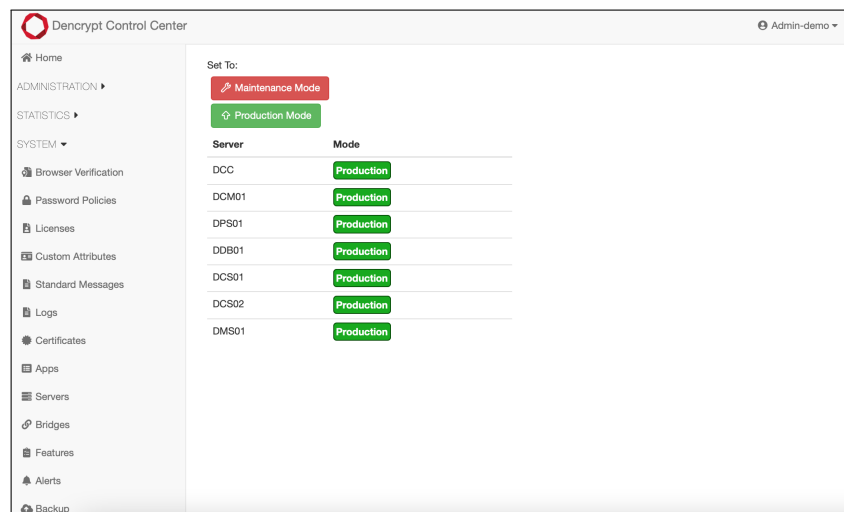 Dencrypt Control Center
Admin-demo
Home
ADMINISTRATION
STATISTICS
SYSTEM
Browser Verification
Password Policies
Licenses
Custom Attributes
Standard Messages
Logs
Certificates
Apps
Servers
Bridges
Features
Alerts
Backup
Set To:
Maintenance Mode
Production Mode
Server Mode
DCC Production
DCM01 Production
DPS01 Production
DDB01 Production
DCS01 Production
DCS02 Production
DMS01 Production